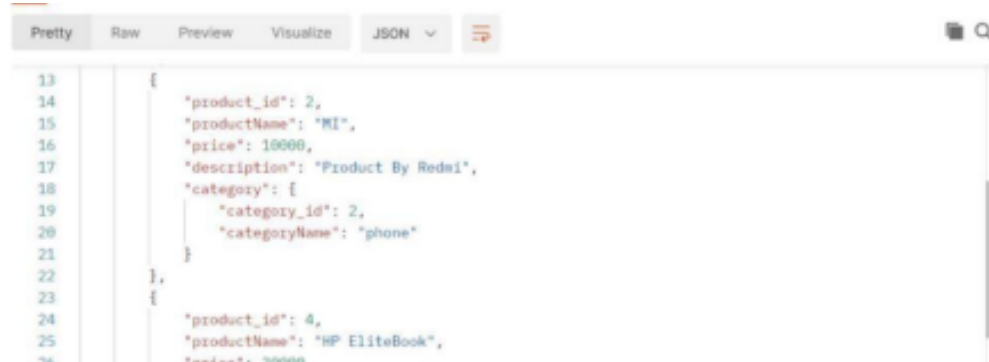 Pretty Raw Preview Visualize JSON
13 {
14 "product_id": 2,
15 "productName": "MI",
16 "price": 10000,
17 "description": "Product By Redmi",
18 "category": {
19 "category_id": 2,
20 "categoryName": "phone"
21 }
22 },
23 {
24 "product_id": 4,
25 "productName": "HP EliteBook",